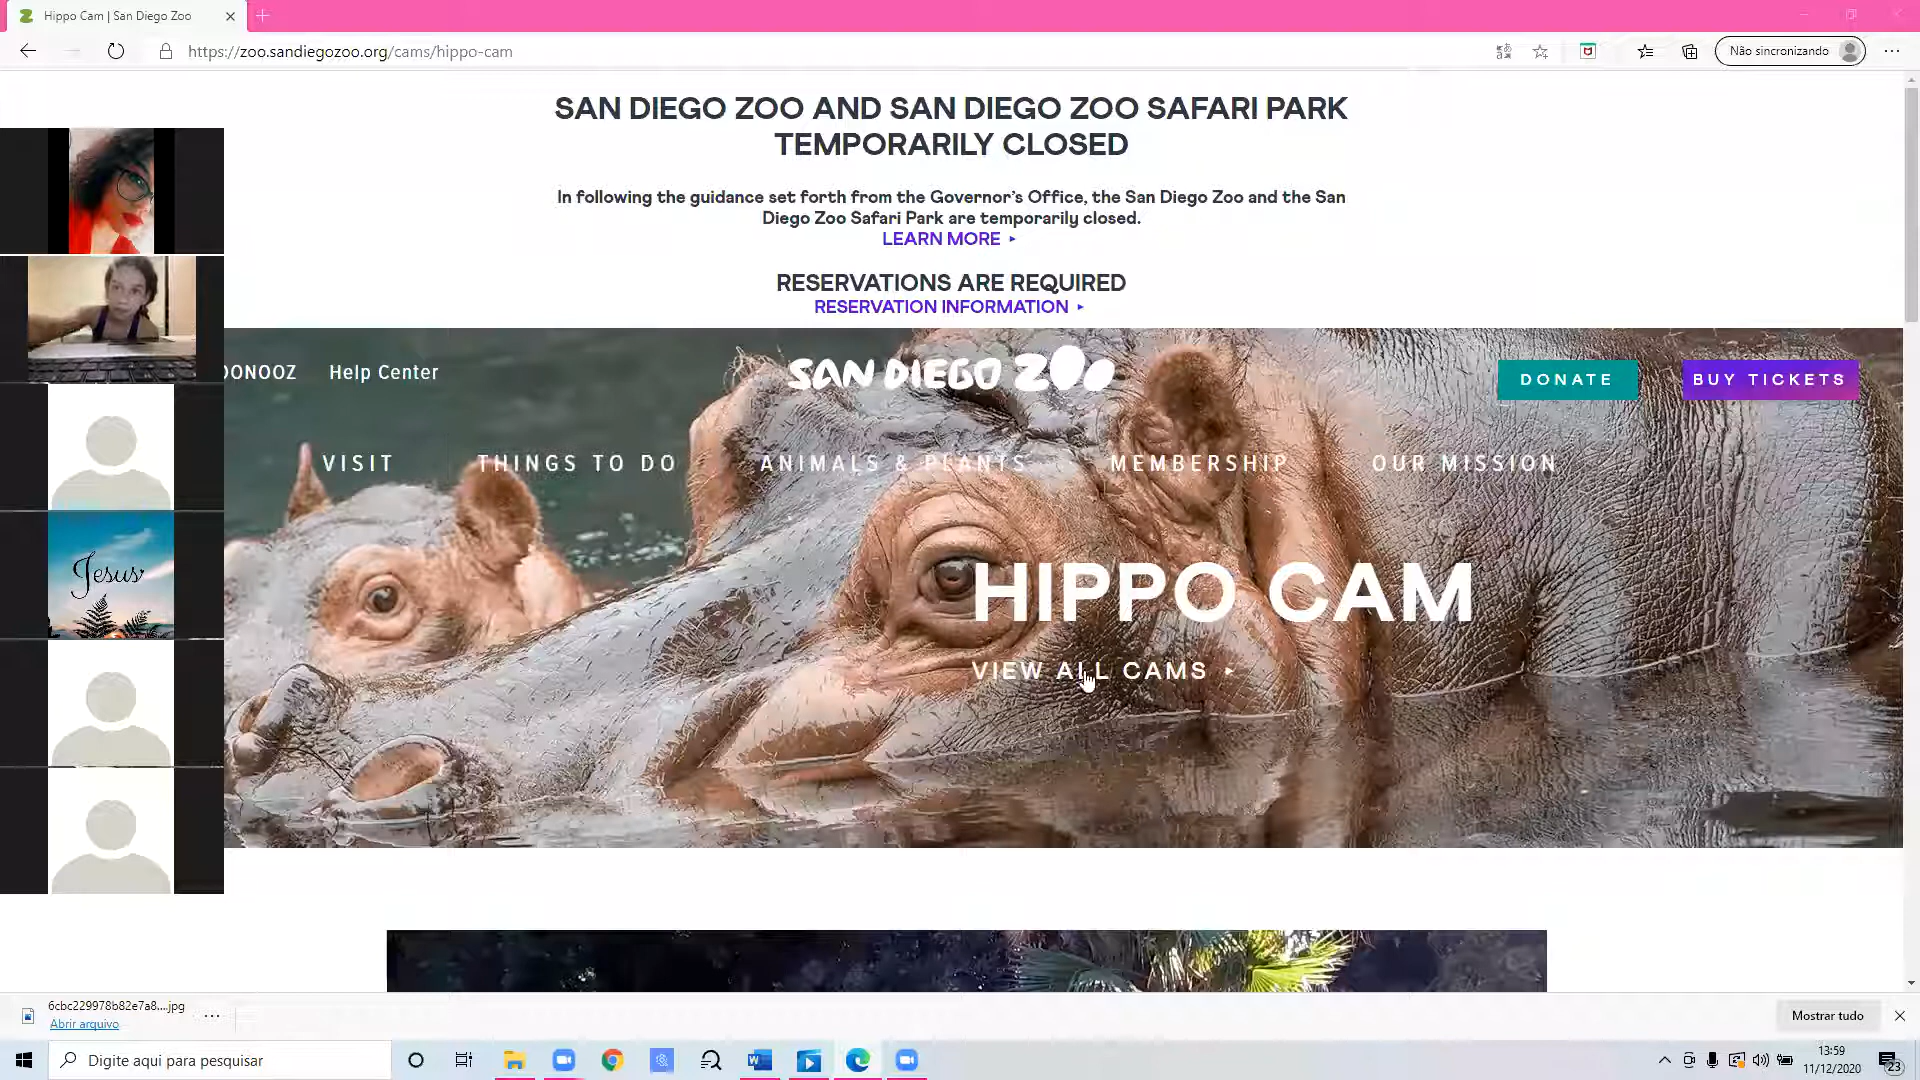 Hippo Cam | San Diego Zoo
https://zoo.sandiegozoo.org/cams/hippo-cam
Não sincronizando
SAN DIEGO ZOO AND SAN DIEGO ZOO SAFARI PARK
TEMPORARILY CLOSED
In following the guidance set forth from the Governor's Office, the San Diego Zoo and the San
Diego Zoo Safari Park are temporarily closed.
LEARN MORE
RESERVATIONS ARE REQUIRED
RESERVATION INFORMATION
OONOOZ Help Center
SAN DIEGO ZOO
DONATE
BUY TICKETS
VISIT THINGS TO DO ANIMALS & PLANTS MEMBERSHIP OUR MISSION
Jesus
HIPPO CAM
VIEW ALL CAMS
6cbc229978b82e7a8....jpg
Abrir arquivo
Mostrar tudo
Digite aqui para pesquisar
13:59
11/12/2020
23